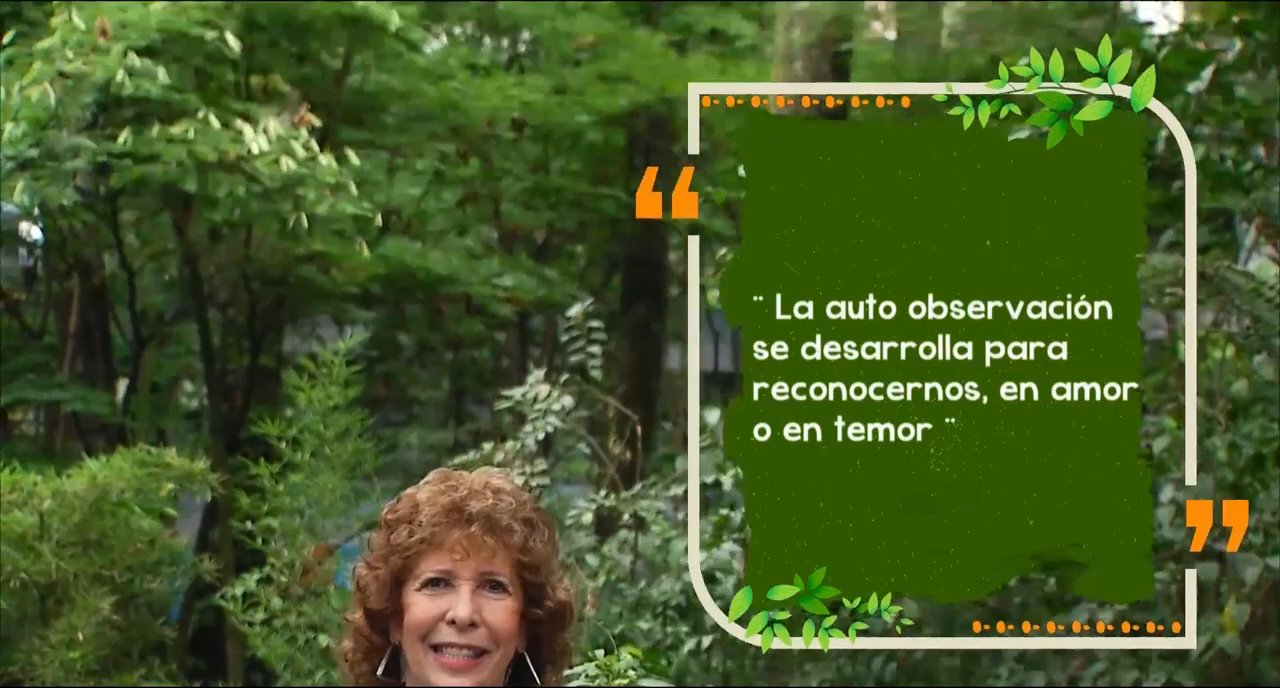 ¨ La auto observación
se desarrolla para
reconocernos, en amor
o en temor ¨